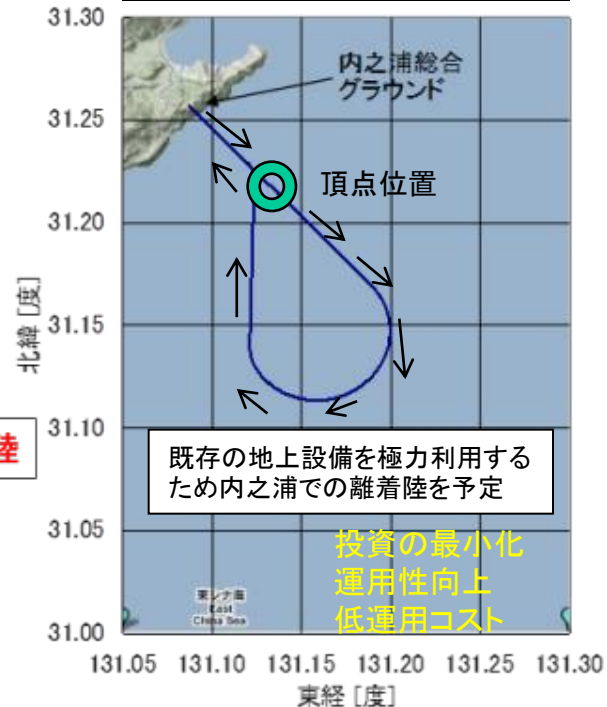 31.30
内之浦総合
グラウンド
31.25
頂点位置
31.20
31.15
北緯 [度]
31.10
陸
既存の地上設備を極力利用する
ため内之浦での離着陸を予定
31.05
投資の最小化
運用性向上
低運用コスト
東シナ海
East
China Sea
31.00
131.05 131.10 131.15 131.20 131.25 131.30
東経 [度]